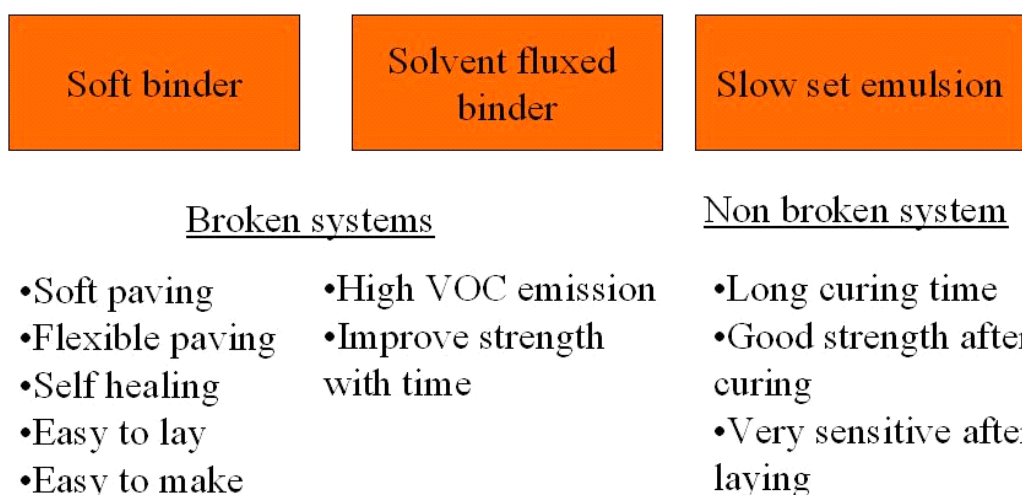 Soft binder
Solvent fluxed
binder
Slow set emulsion
Broken systems
Non broken system
•Soft paving
•Flexible paving
•Self healing
•Easy to lay
•Easy to make
•High VOC emission
•Improve strength
with time
•Long curing time
•Good strength after
curing
•Very sensitive after
laying